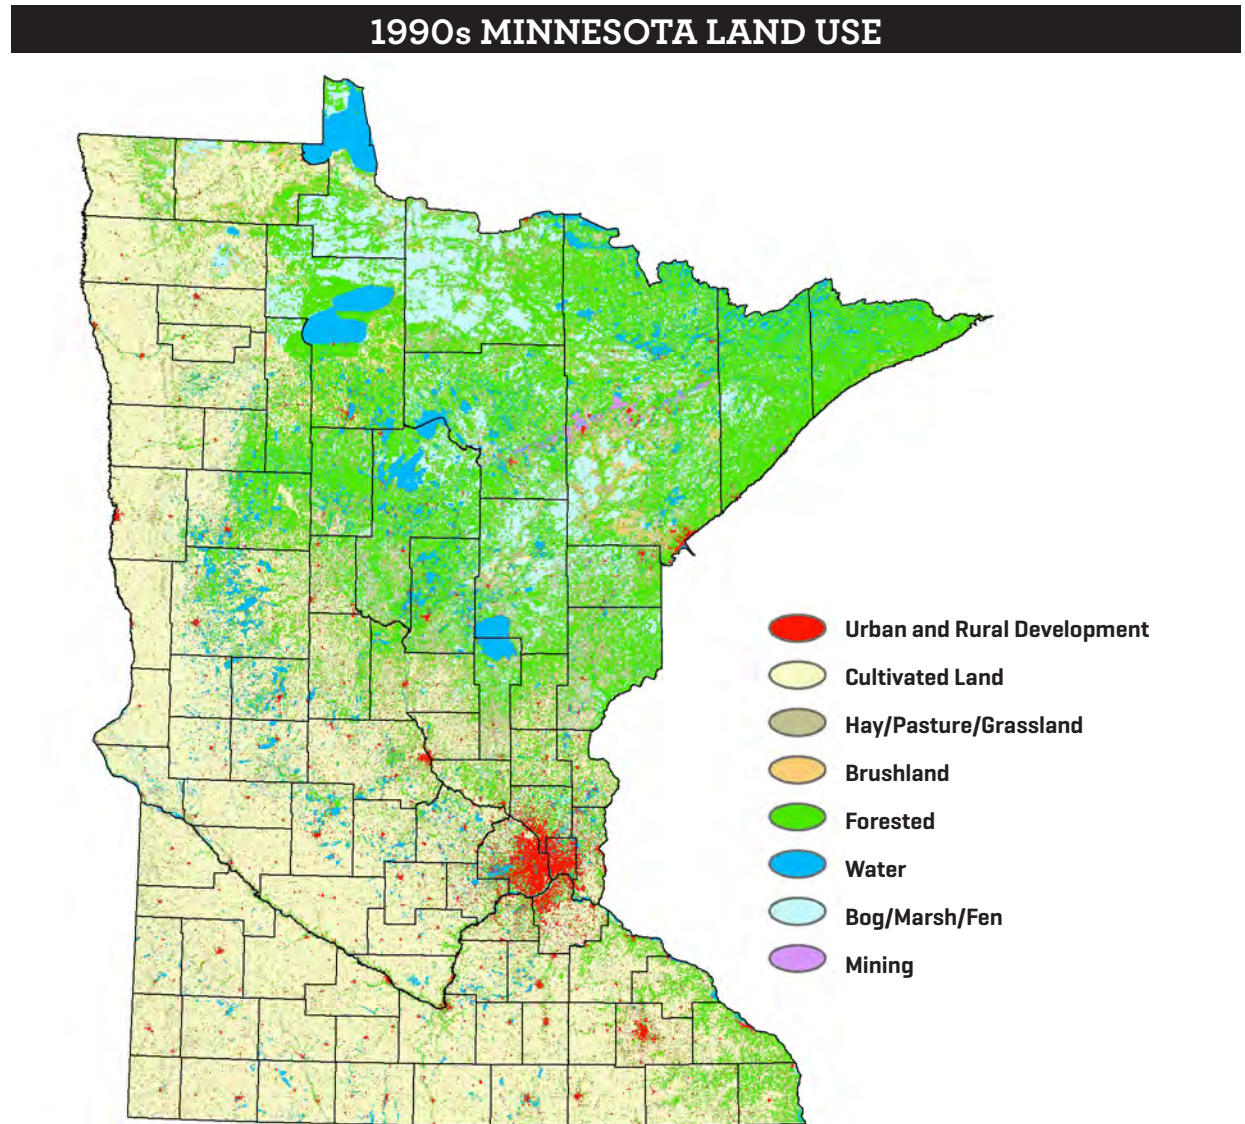 1990s MINNESOTA LAND USE
Urban and Rural Development
Cultivated Land
Hay/Pasture/Grassland
Brushland
Forested
Water
Bog/Marsh/Fen
Mining